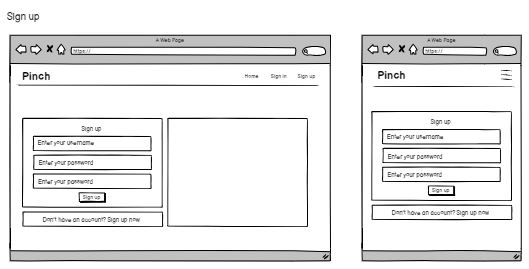 Sign up
A Web Page
https://
Pinch
Home Sign in Sign up
Sign up
Enter your username
Enter your password
Enter your password
Sign up
Don't have an account? Sign up now
A Web Page
https://
Pinch
Sign up
Enter your username
Enter your password
Enter your password
Sign up
Don't have an account? Sign up now